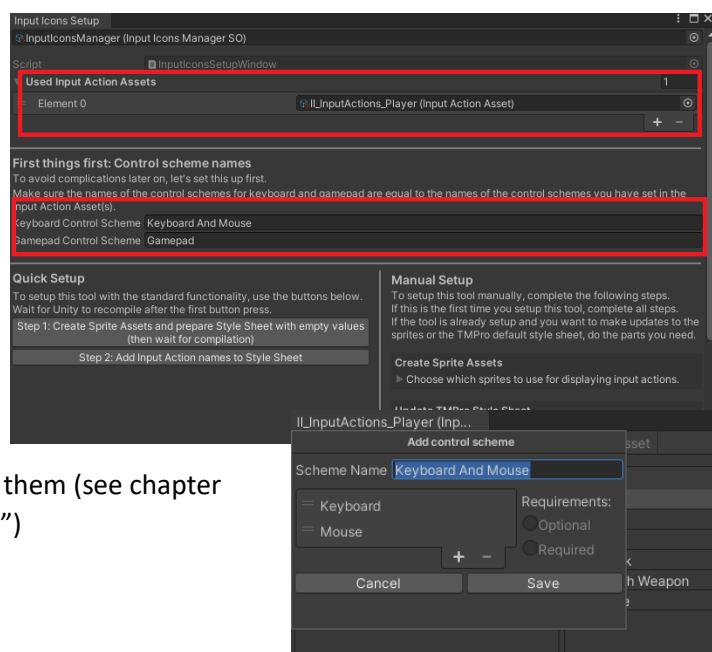 Input Icons Setup
InputIconsManager (Input Icons Manager SO)
Script InputIconsSetupWindow
Used Input Action Assets 1
Element 0 II_InputActions_Player (Input Action Asset)
+ −
First things first: Control scheme names
To avoid complications later on, let's set this up first.
Make sure the names of the control schemes for keyboard and gamepad are equal to the names of the control schemes you have set in the
Input Action Asset(s).
Keyboard Control Scheme Keyboard And Mouse
Gamepad Control Scheme Gamepad
Quick Setup
To setup this tool with the standard functionality, use the buttons below.
Wait for Unity to recompile after the first button press.
Step 1: Create Sprite Assets and prepare Style Sheet with empty values
(then wait for compilation)
Step 2: Add Input Action names to Style Sheet
Manual Setup
To setup this tool manually, complete the following steps.
If this is the first time you setup this tool, complete all steps.
If the tool is already setup and you want to make updates to the
sprites or the TMPro default style sheet, do the parts you need.
Create Sprite Assets
Choose which sprites to use for displaying input actions.
Update TMPro Style Sheet
them (see chapter
”)
II_InputActions_Player (Inp...
Add control scheme
Scheme Name Keyboard And Mouse
Keyboard
Mouse
+ −
Requirements:
Optional
Required
Cancel Save
sset
h Weapon